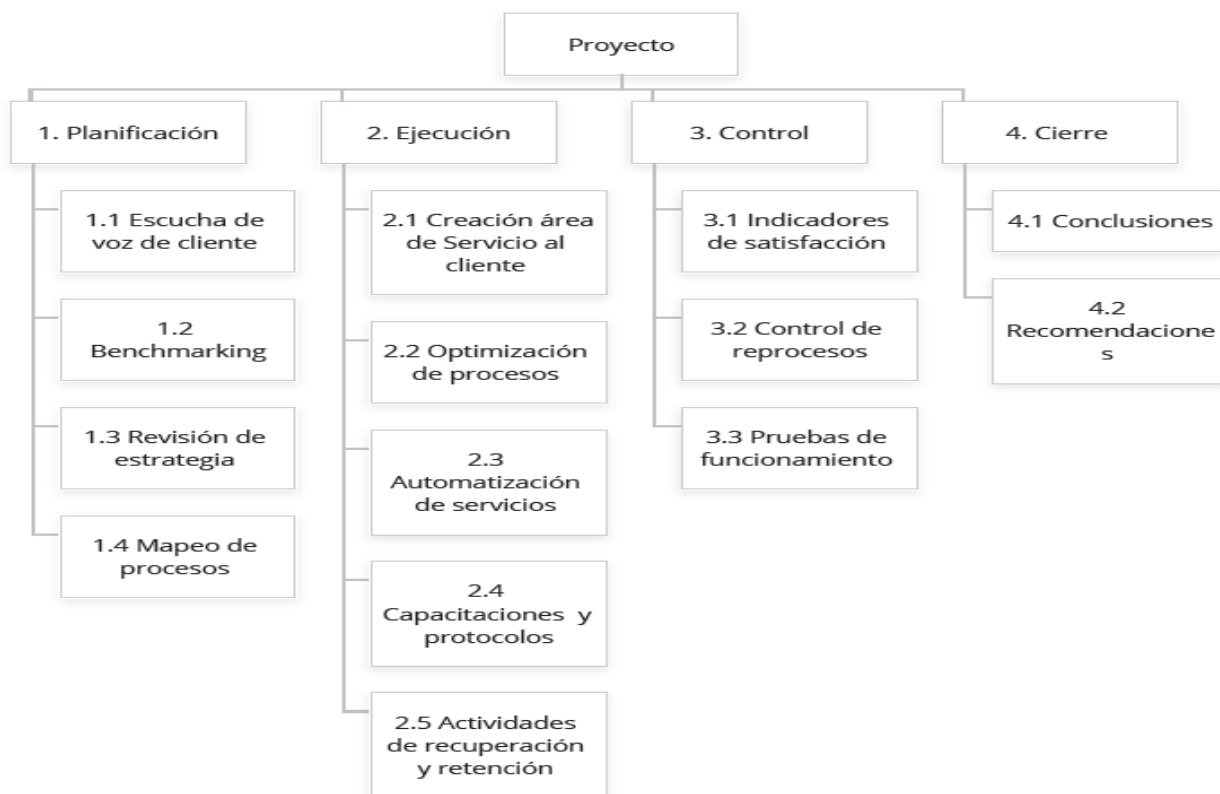 Proyecto
1. Planificación
2. Ejecución
3. Control
4. Cierre
1.1 Escucha de
voz de cliente
1.2
Benchmarking
1.3 Revisión de
estrategia
1.4 Mapeo de
procesos
2.1 Creación área
de Servicio al
cliente
2.2 Optimización
de procesos
2.3
Automatización
de servicios
2.4
Capacitaciones y
protocolos
2.5 Actividades
de recuperación
y retención
3.1 Indicadores
de satisfacción
3.2 Control de
reprocesos
3.3 Pruebas de
funcionamiento
4.1 Conclusiones
4.2
Recomendacione
s